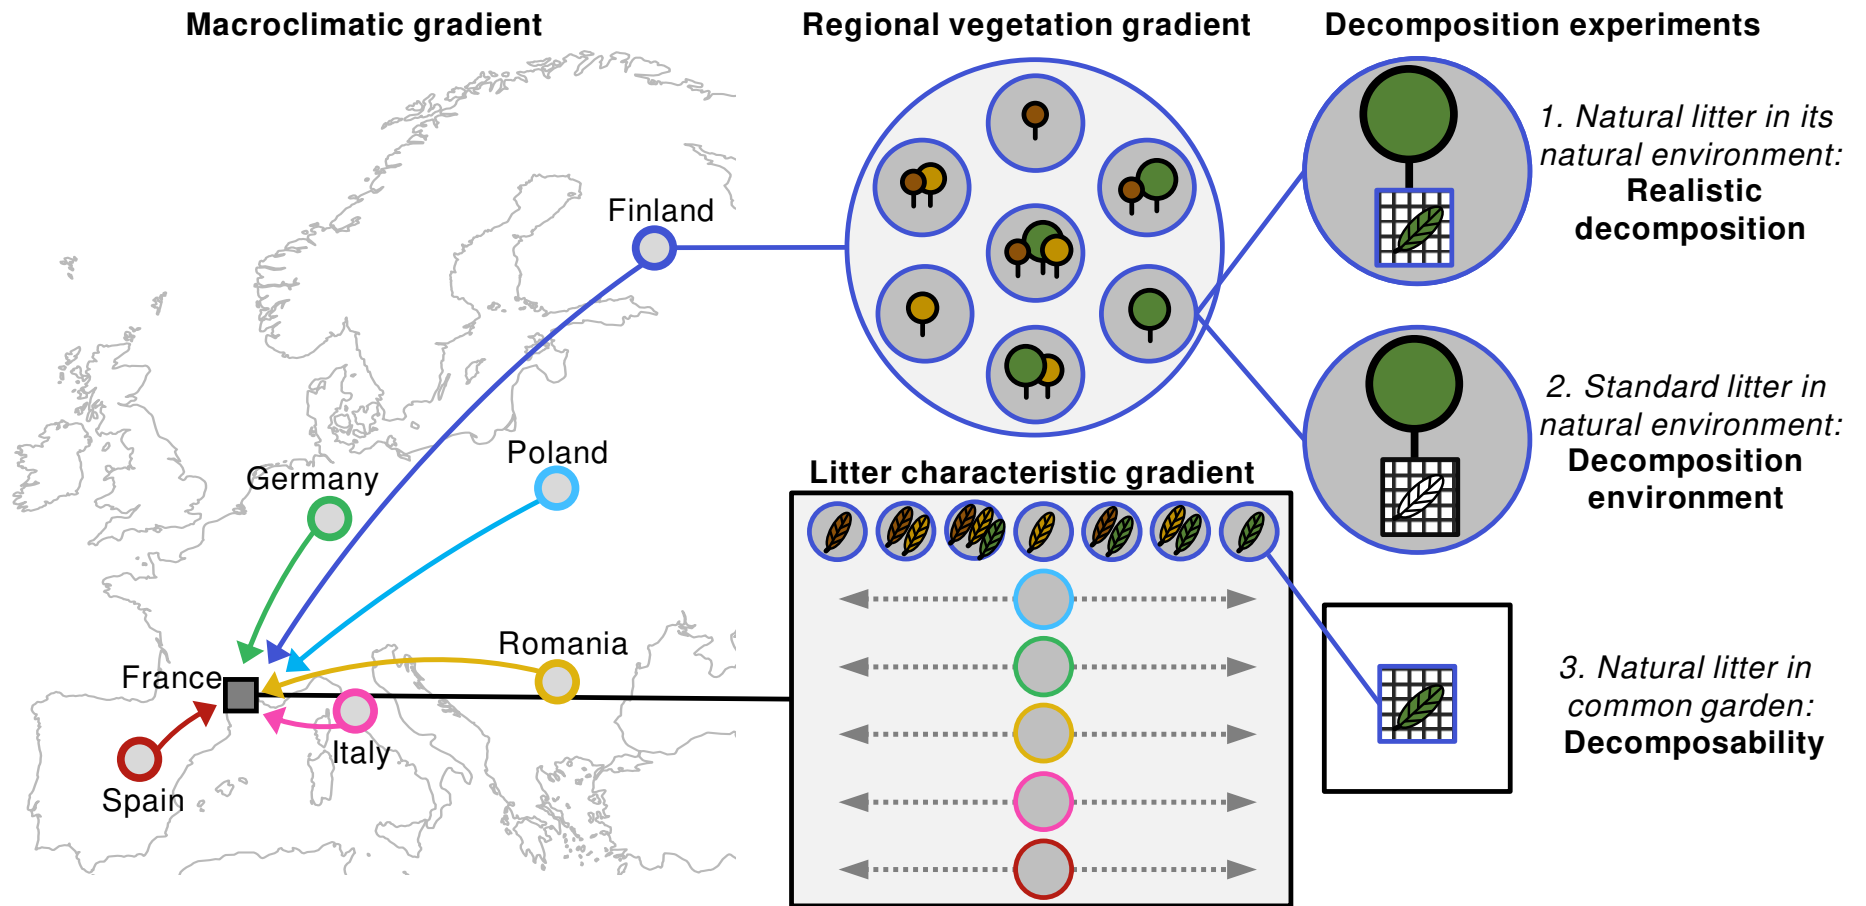 Macroclimatic gradient
Regional vegetation gradient
Decomposition experiments
Finland
Poland
Germany
Romania
France
Italy
Spain
Litter characteristic gradient
1. Natural litter in its
natural environment:
Realistic
decomposition
2. Standard litter in
natural environment:
Decomposition
environment
3. Natural litter in
common garden:
Decomposability